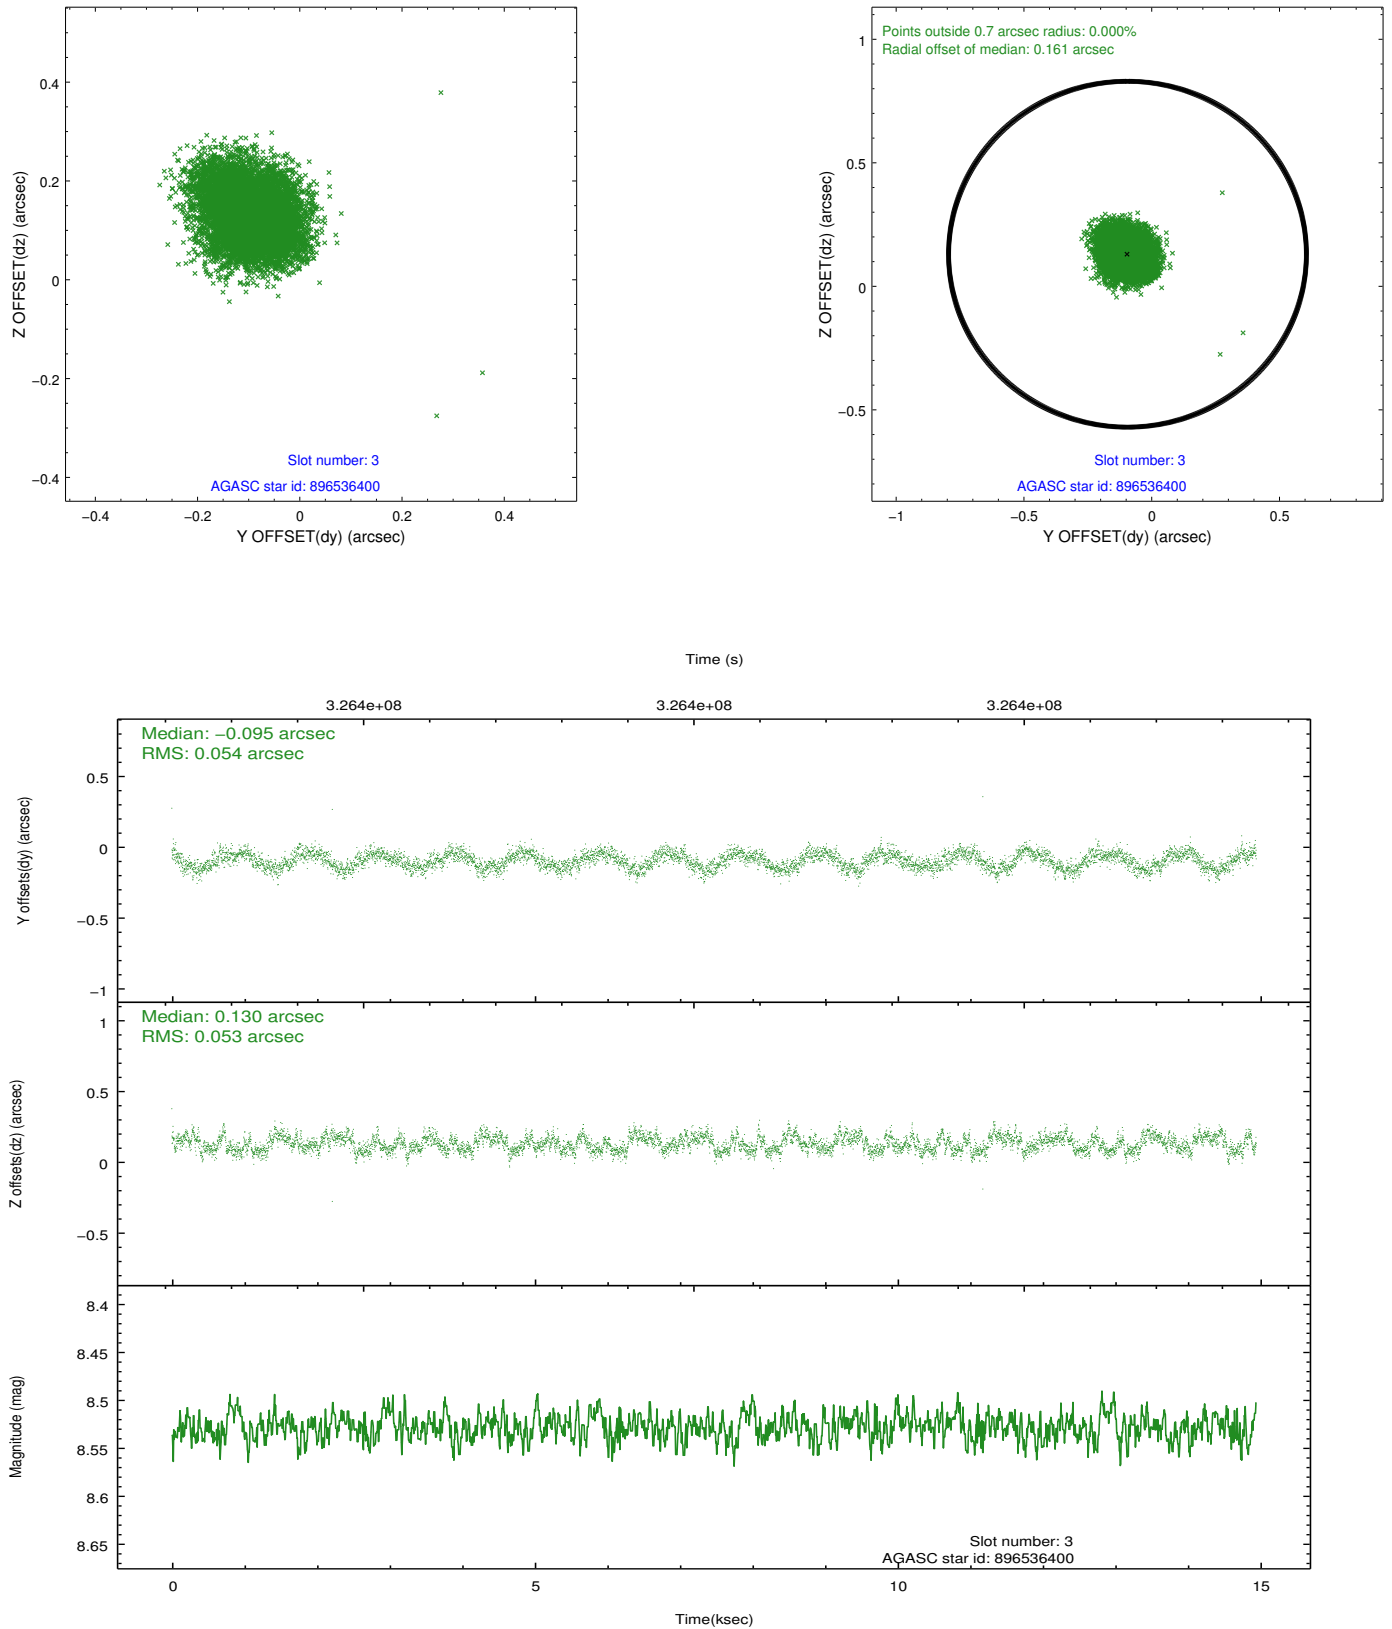 0.4
0.2
0
−0.2
−0.4
Z OFFSET(dz) (arcsec)
Slot number: 3
AGASC star id: 896536400
−0.4 −0.2 0 0.2 0.4
Y OFFSET(dy) (arcsec)
Points outside 0.7 arcsec radius: 0.000%
Radial offset of median: 0.161 arcsec
1
0.5
0
−0.5
Z OFFSET(dz) (arcsec)
Slot number: 3
AGASC star id: 896536400
−1 −0.5 0 0.5
Y OFFSET(dy) (arcsec)
Time (s)
3.264e+08 3.264e+08 3.264e+08
Median: −0.095 arcsec
RMS: 0.054 arcsec
0.5
0
−0.5
−1
Y offsets(dy) (arcsec)
Median: 0.130 arcsec
RMS: 0.053 arcsec
1
0.5
0
−0.5
Z offsets(dz) (arcsec)
8.4
8.45
8.5
8.55
8.6
8.65
Magnitude (mag)
Slot number: 3
AGASC star id: 896536400
0 5 10 15
Time(ksec)